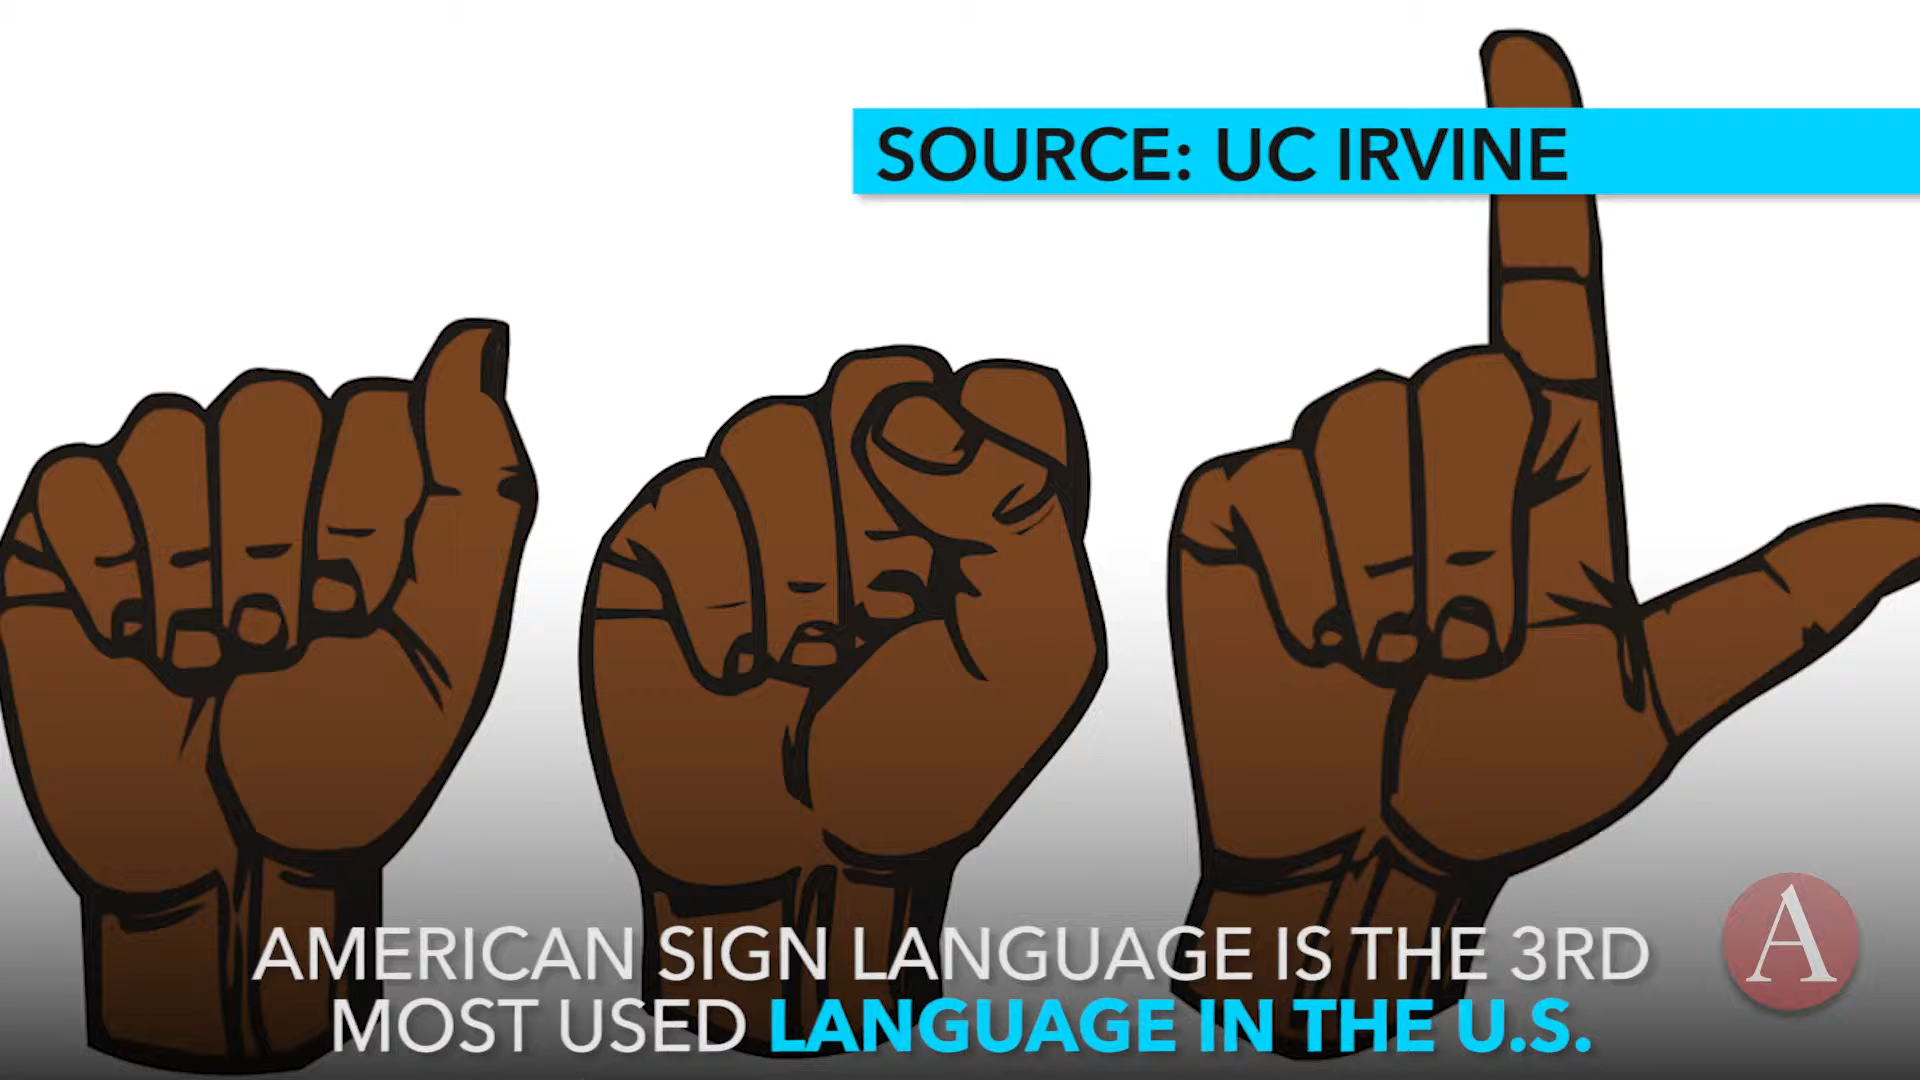 SOURCE: UC IRVINE
AMERICAN SIGN LANGUAGE IS THE 3RD
MOST USED LANGUAGE IN THE U.S.
A